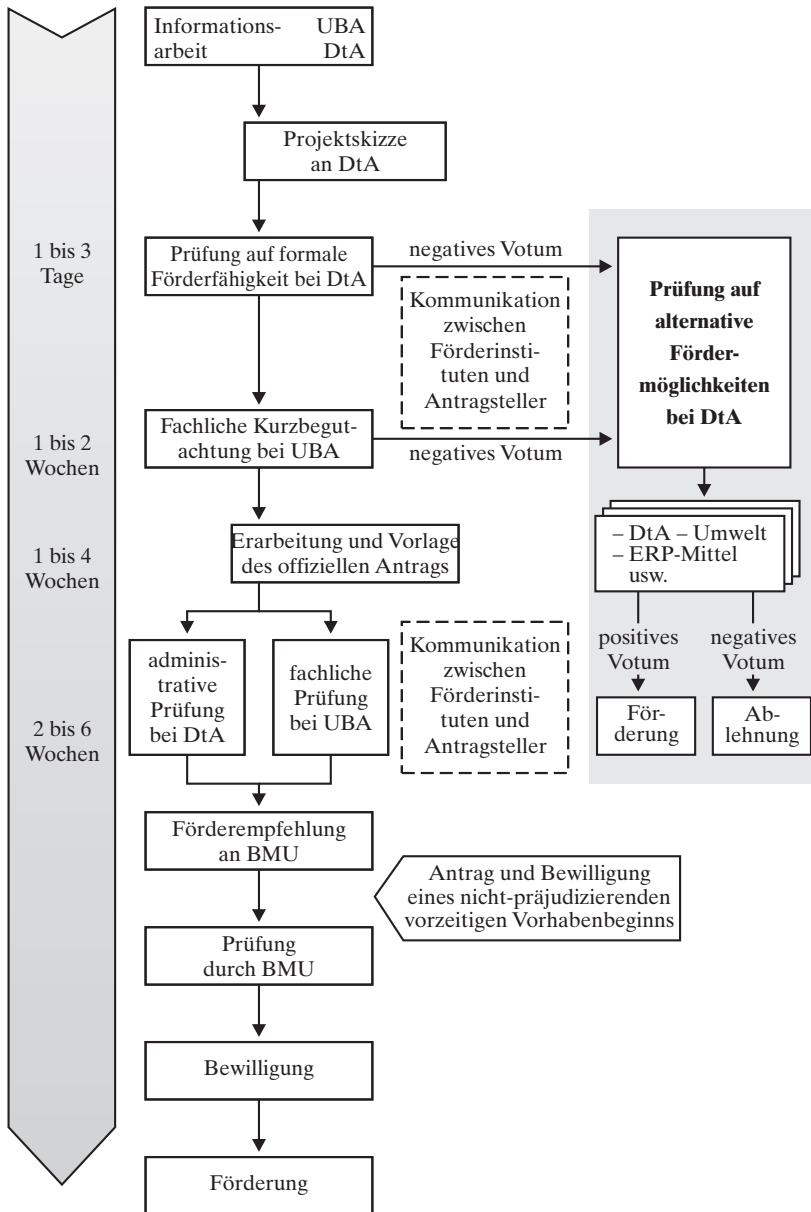 Informations- UBA
arbeit DtA
Projektskizze
an DtA
1 bis 3
Tage
Prüfung auf formale
Förderfähigkeit bei DtA
negatives Votum
Kommunikation
zwischen
Förderinsti-
tuten und
Antragsteller
Prüfung auf
alternative
Förder-
möglichkeiten
bei DtA
1 bis 2
Wochen
Fachliche Kurzbegut-
achtung bei UBA
negatives Votum
– DtA – Umwelt
– ERP-Mittel
usw.
positives
Votum
negatives
Votum
För-
derung
Ab-
lehnung
1 bis 4
Wochen
Erarbeitung und Vorlage
des offiziellen Antrags
2 bis 6
Wochen
adminis-
trative
Prüfung
bei DtA
fachliche
Prüfung
bei UBA
Kommunikation
zwischen
Förderinsti-
tuten und
Antragsteller
Förderempfehlung
an BMU
Antrag und Bewilligung
eines nicht-präjudizierenden
vorzeitigen Vorhabenbeginns
Prüfung
durch BMU
Bewilligung
Förderung